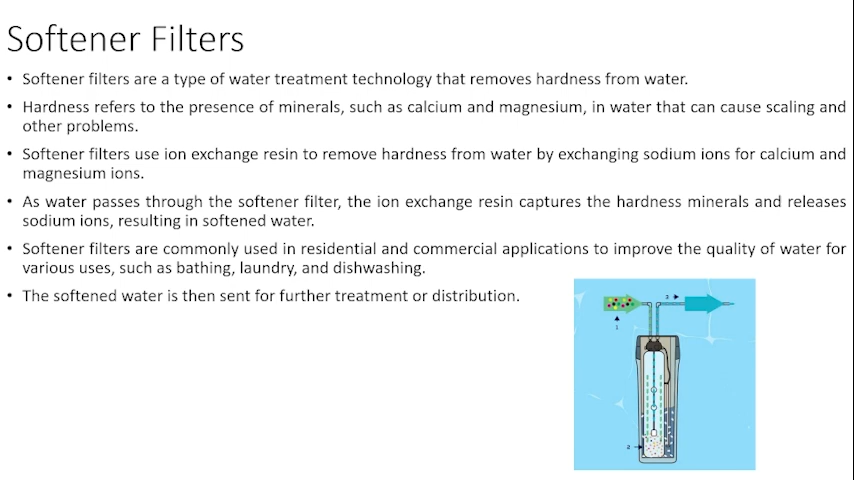 Softener Filters
• Softener filters are a type of water treatment technology that removes hardness from water.
• Hardness refers to the presence of minerals, such as calcium and magnesium, in water that can cause scaling and
other problems.
• Softener filters use ion exchange resin to remove hardness from water by exchanging sodium ions for calcium and
magnesium ions.
• As water passes through the softener filter, the ion exchange resin captures the hardness minerals and releases
sodium ions, resulting in softened water.
• Softener filters are commonly used in residential and commercial applications to improve the quality of water for
various uses, such as bathing, laundry, and dishwashing.
• The softened water is then sent for further treatment or distribution.
3
1
2